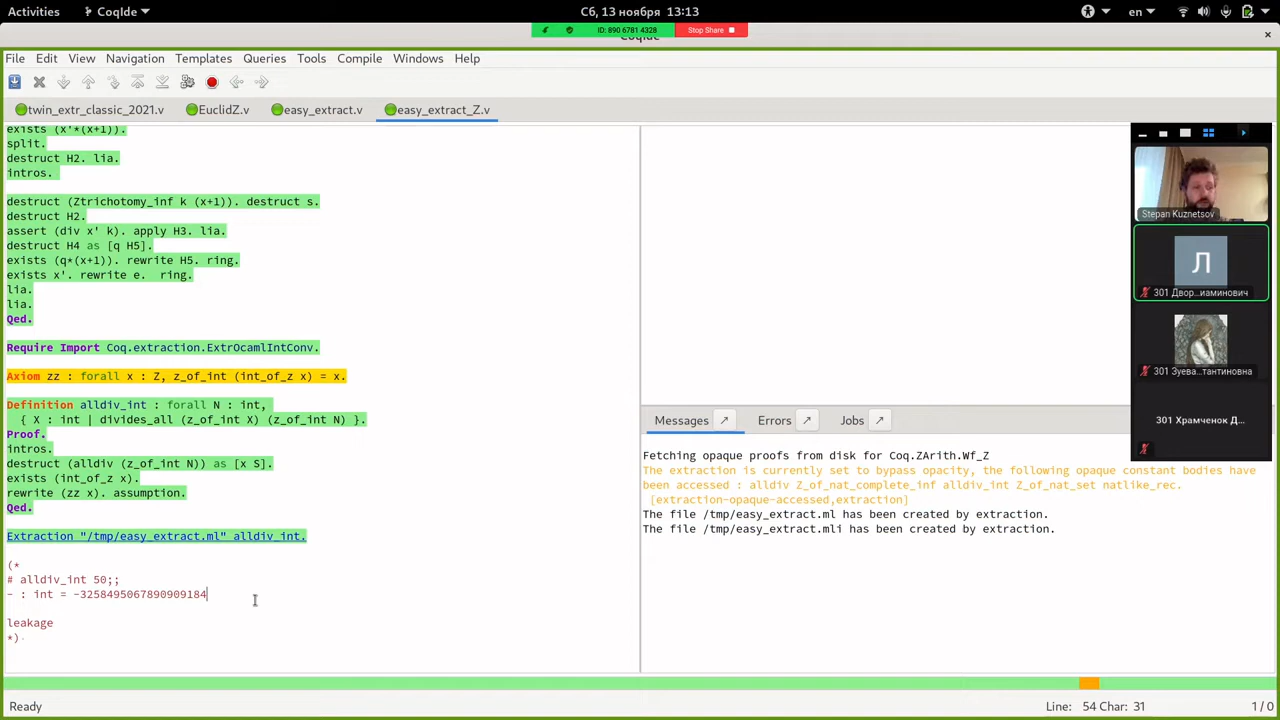 Activities CoqIde Сб, 13 ноября 13:13 en
ID: 890 6781 4328 Stop Share
File Edit View Navigation Templates Queries Tools Compile Windows Help
twin_extr_classic_2021.v EuclidZ.v easy_extract.v easy_extract_Z.v
exists (x'*(x+1)).
split.
destruct H2. lia.
intros.
destruct (Ztrichotomy_inf k (x+1)). destruct s.
destruct H2.
assert (div x' k). apply H3. lia.
destruct H4 as [q H5].
exists (q*(x+1)). rewrite H5. ring.
exists x'. rewrite e. ring.
lia.
lia.
Qed.
Require Import Coq.extraction.ExtrOcamlIntConv.
Axiom zz : forall x : Z, z_of_int (int_of_z x) = x.
Definition alldiv_int : forall N : int,
{ X : int | divides_all (z_of_int X) (z_of_int N) }.
Proof.
intros.
destruct (alldiv (z_of_int N)) as [x S].
exists (int_of_z x).
rewrite (zz x). assumption.
Qed.
Extraction "/tmp/easy_extract.ml" alldiv_int.
(*
# alldiv_int 50;;
- : int = -3258495067890909184
leakage
*)
Messages Errors Jobs
Fetching opaque proofs from disk for Coq.ZArith.Wf_Z
The extraction is currently set to bypass opacity, the following opaque constant bodies have
been accessed : alldiv Z_of_nat_complete_inf alldiv_int Z_of_nat_set natlike_rec.
[extraction-opaque-accessed,extraction]
The file /tmp/easy_extract.ml has been created by extraction.
The file /tmp/easy_extract.mli has been created by extraction.
Stepan Kuznetsov
Л
301 Двор...иаминович
301 Зуева...тантиновна
301 Храмченок Д...
Ready Line: 54 Char: 31 1 / 0